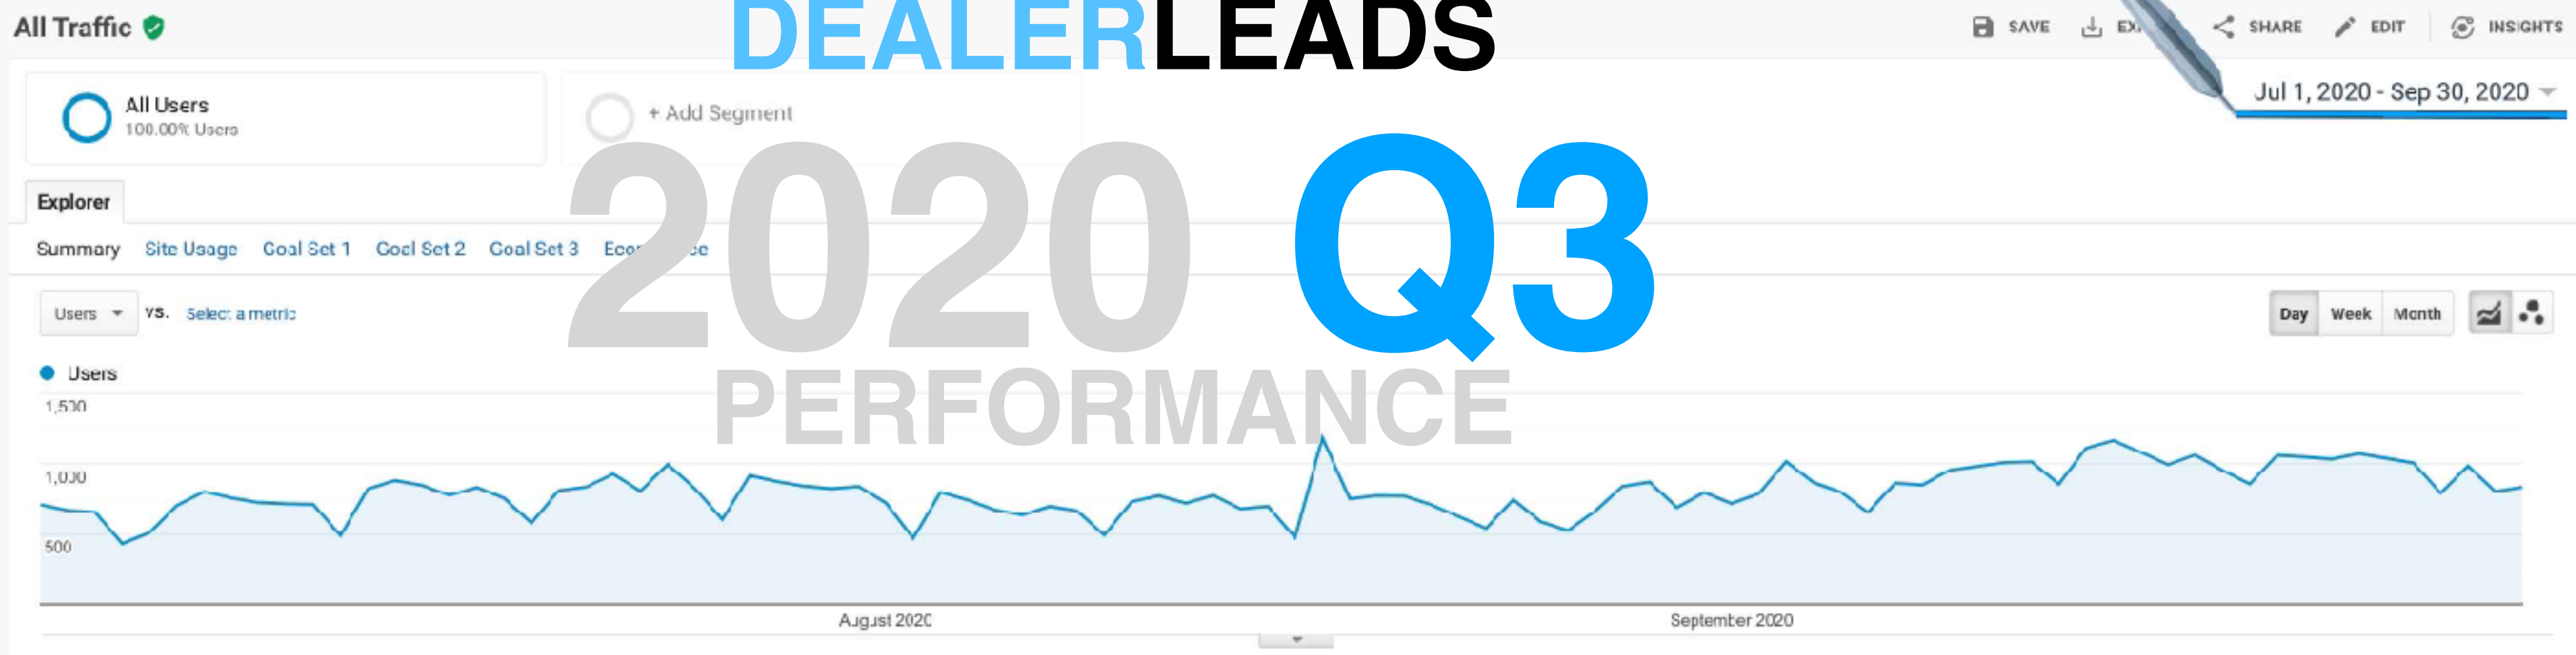 All Traffic
DEALERLEADS
SAVE
SHARE
EDIT
INSIGHTS
All Users
100.00% Users
+ Add Segment
Jul 1, 2020 - Sep 30, 2020
2020 Q3
Explorer
Summary Site Usage Goal Set 1 Goal Set 2 Goal Set 3
Users VS. Select a metric
Day Week Month
PERFORMANCE
Users
1,500
1,000
500
August 2020
September 2020